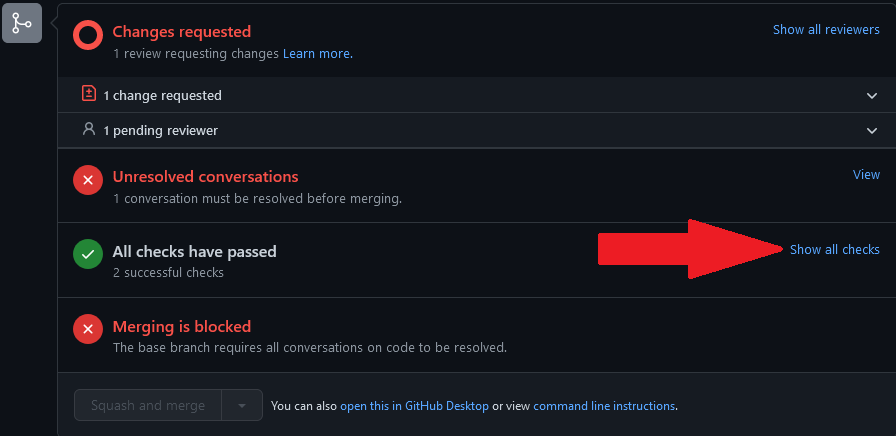 Changes requested
Show all reviewers
1 review requesting changes Learn more.
1 change requested
1 pending reviewer
Unresolved conversations
View
1 conversation must be resolved before merging.
All checks have passed
Show all checks
2 successful checks
Merging is blocked
The base branch requires all conversations on code to be resolved.
Squash and merge
You can also open this in GitHub Desktop or view command line instructions.